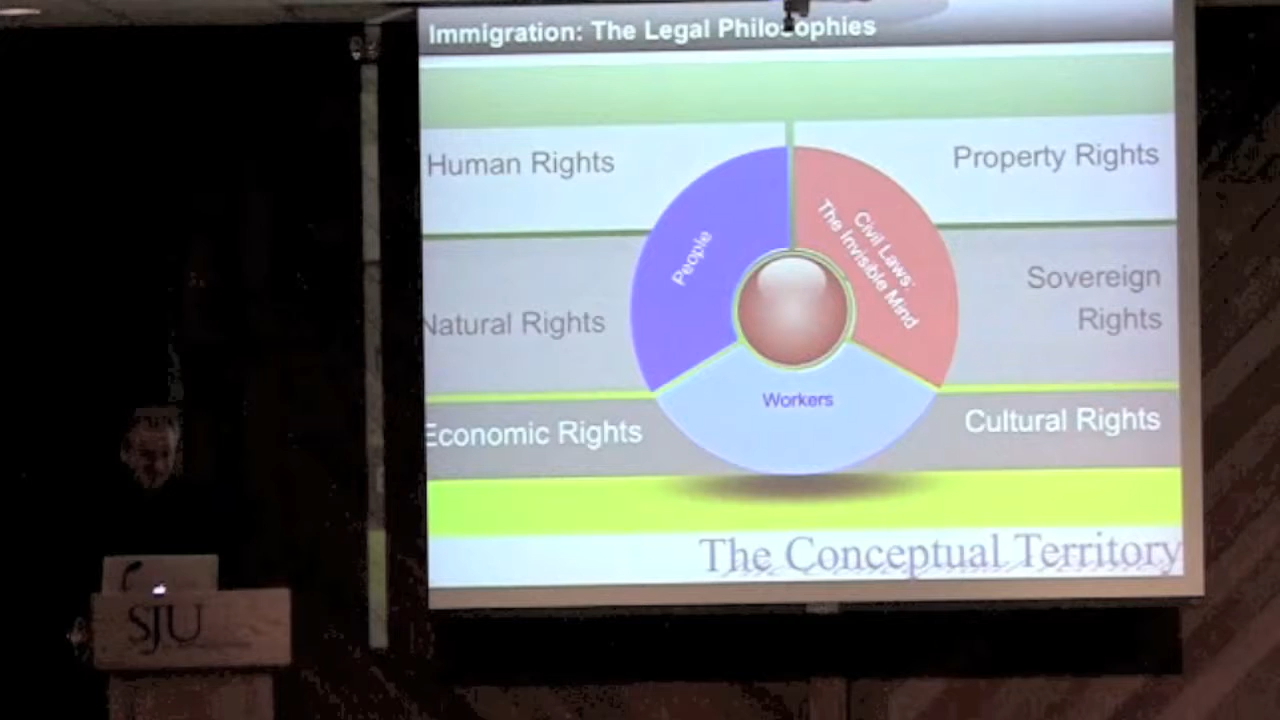 Immigration: The Legal Philosophies
Human Rights
Property Rights
People
Civil Laws:
The Invisible Mind
Sovereign
Rights
Natural Rights
Workers
Economic Rights
Cultural Rights
The Conceptual Territory
SJU